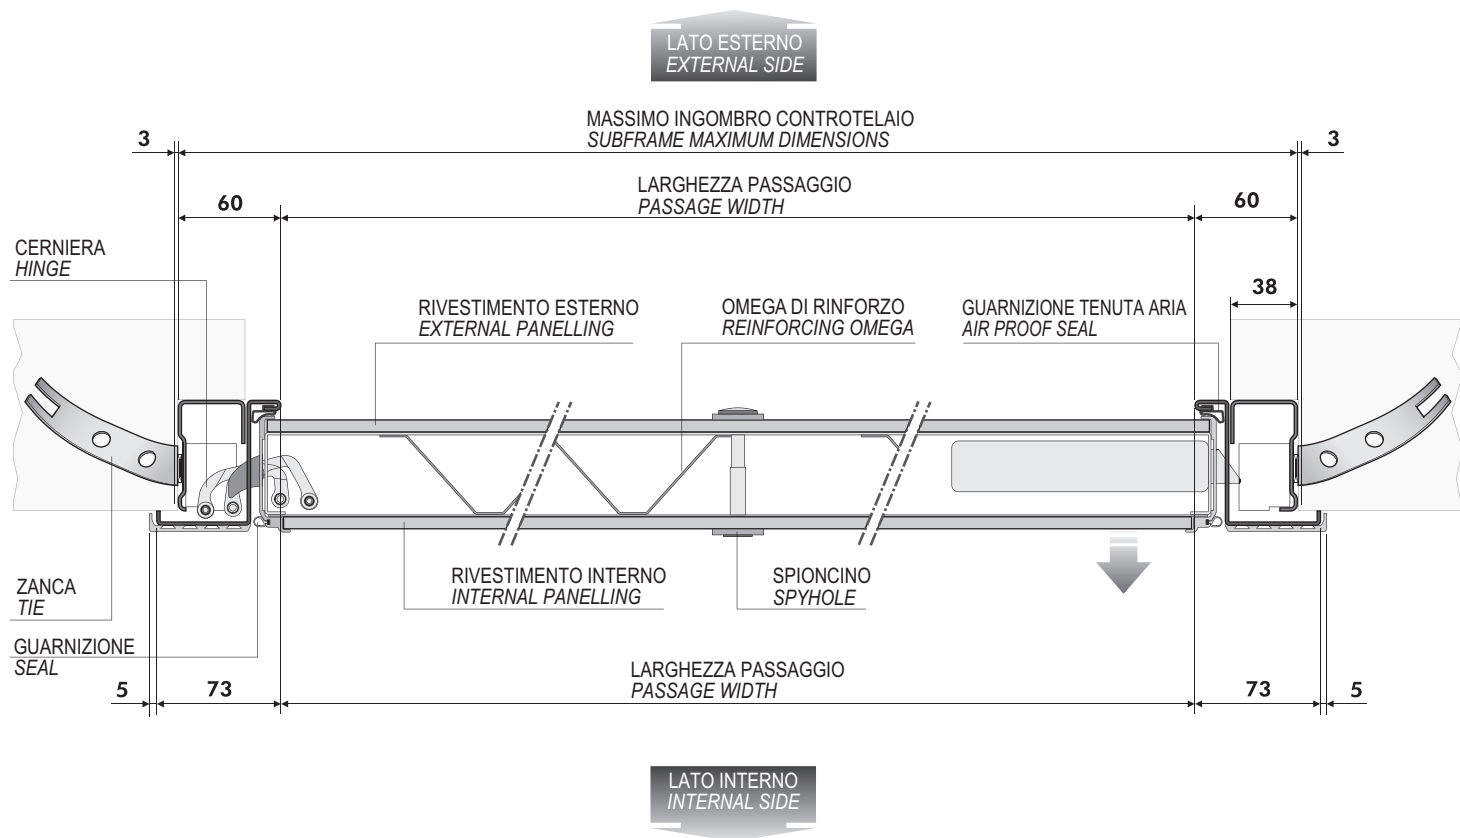 LATO ESTERNO
EXTERNAL SIDE
MASSIMO INGOMBRO CONTROTELAIO
SUBFRAME MAXIMUM DIMENSIONS
3
3
LARGHEZZA PASSAGGIO
PASSAGE WIDTH
60
60
CERNIERA
HINGE
38
RIVESTIMENTO ESTERNO
EXTERNAL PANELLING
OMEGA DI RINFORZO
REINFORCING OMEGA
GUARNIZIONE TENUTA ARIA
AIR PROOF SEAL
RIVESTIMENTO INTERNO
INTERNAL PANELLING
SPIONCINO
SPYHOLE
ZANCA
TIE
GUARNIZIONE
SEAL
LARGHEZZA PASSAGGIO
PASSAGE WIDTH
5
73
73
5
LATO INTERNO
INTERNAL SIDE